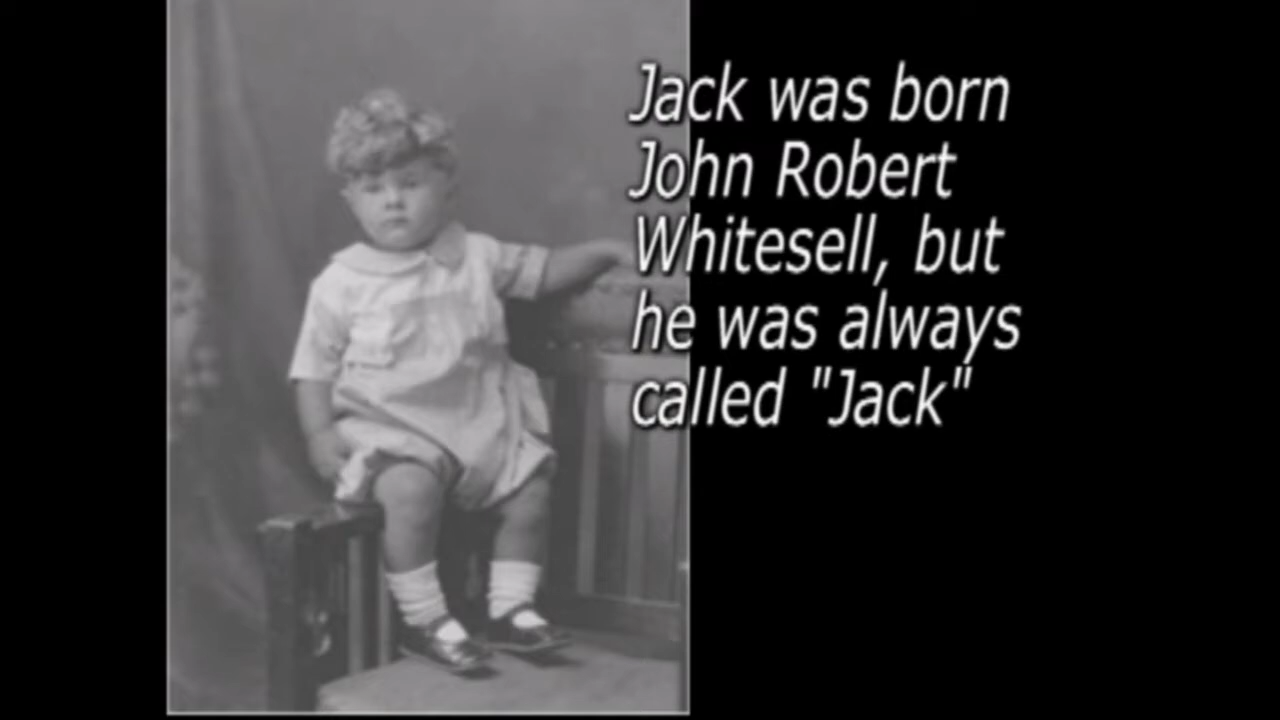 Jack was born
John Robert
Whitesell, but
he was always
called "Jack"